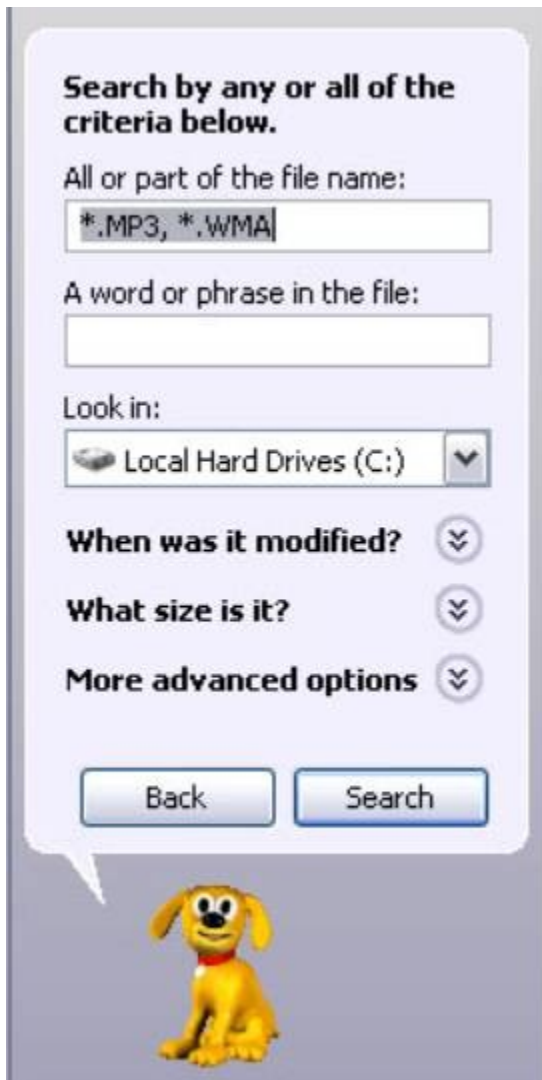 Search by any or all of the
criteria below.
All or part of the file name:
*.MP3, *.WMA
A word or phrase in the file:
Look in:
Local Hard Drives (C:)
When was it modified?
What size is it?
More advanced options
Back
Search